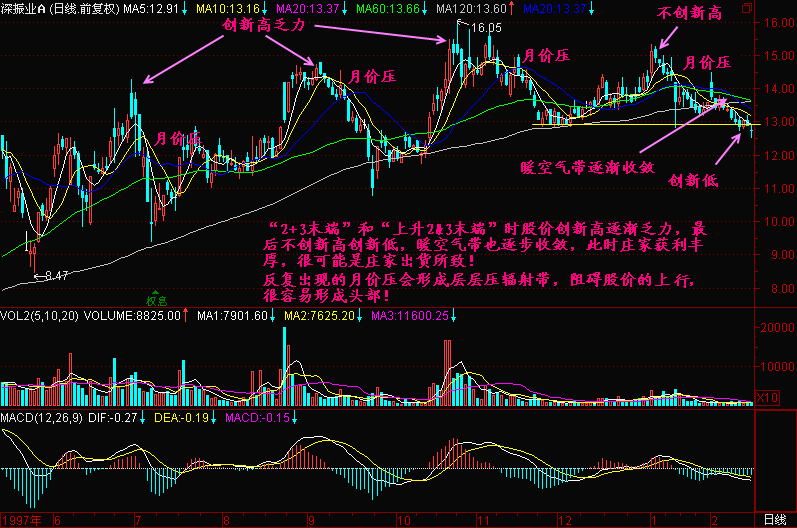 深振业A (日线.前复权) MA5:12.91↓ MA10:13.16↓ MA20:13.37↓ MA60:13.66↓ MA120:13.60↑ MA20:13.37↓
创新高乏力
16.05
不创新高
16.00
月价压
月价压
月价压
15.00
14.00
月价压
13.00
12.00
暖空气带逐渐收敛
创新低
11.00
“2+3末端”和“上升2&3末端”时股价创新高逐渐乏力，最
后不创新高创新低，暖空气带也逐步收敛，此时庄家获利丰
厚，很可能是庄家出货所致！
反复出现的月价压会形成层层压辐射带，阻碍股价的上行，
很容易形成头部！
10.00
9.00
8.47
8.00
权息
VOL2(5,10,20) VOLUME:8825.00↑ MA1:7901.60↓ MA2:7625.20↓ MA3:11600.25↓
20000
10000
X10
MACD(12,26,9) DIF:-0.27↓ DEA:-0.19↓ MACD:-0.15↓
1997年 6 7 8 9 10 11 12 1 2 日线